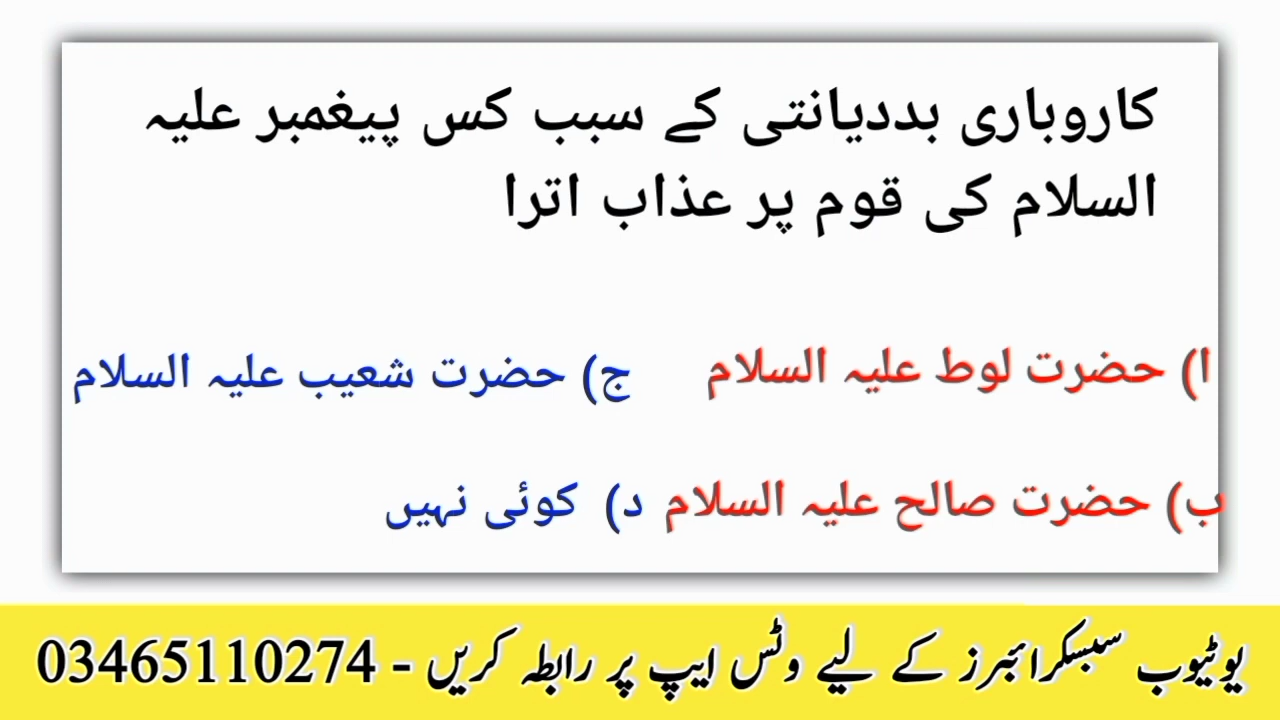 کاروباری بددیانتی کے سبب کس پیغمبر علیہ
السلام کی قوم پر عذاب اترا
ا) حضرت لوط علیہ السلام
ج) حضرت شعیب علیہ السلام
ب) حضرت صالح علیہ السلام
د) کوئی نہیں
یوٹیوب سبسکرائبرز کے لیے وٹس ایپ پر رابطہ کریں - 03465110274